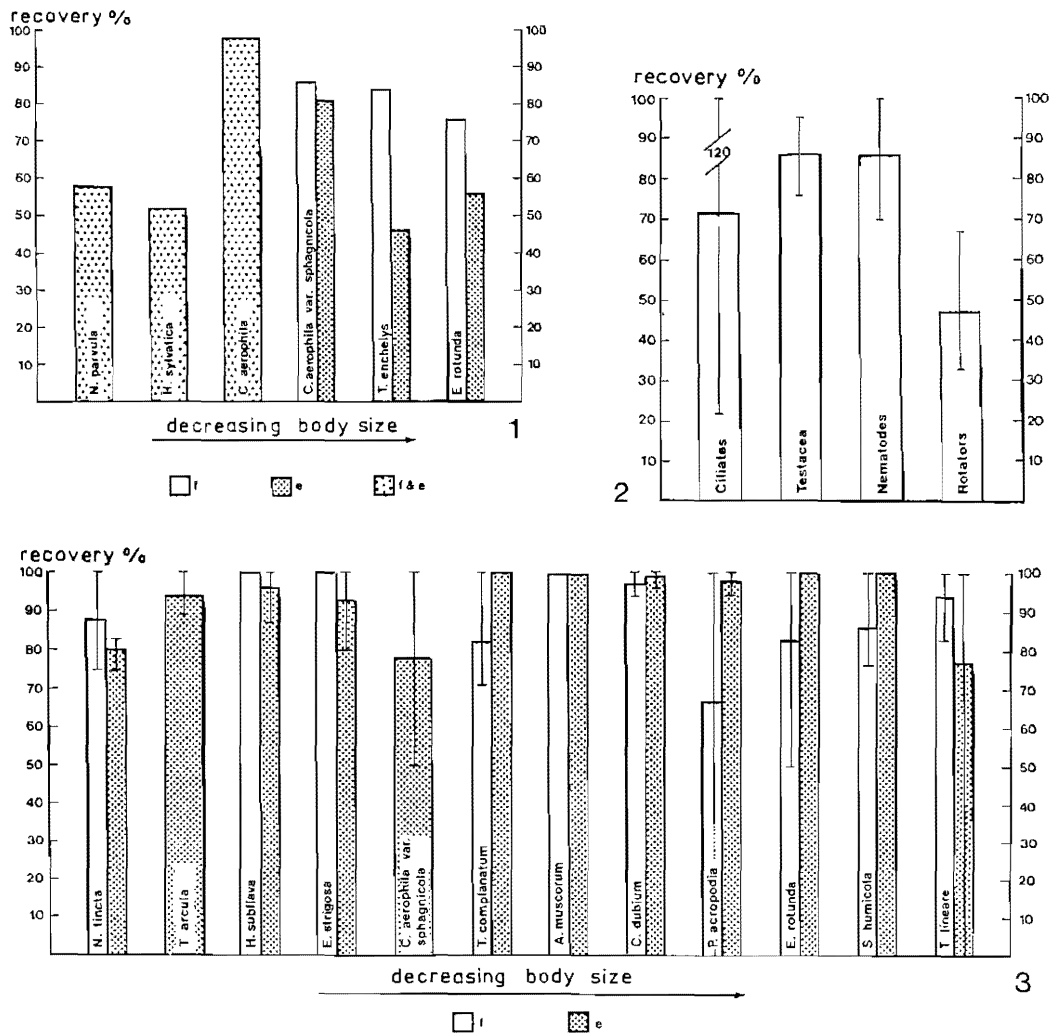 recovery %
100
90
80
70
60
50
40
30
20
10
100
90
80
70
60
50
40
30
20
10
N. parvula
H. sylvatica
C. aerophila
C. aerophila var. sphagnicola
T. enchelys
E. rotunda
decreasing body size
1
f
e
f & e
recovery %
100
90
80
70
60
50
40
30
20
10
100
90
80
70
60
50
40
30
20
10
120
Ciliates
Testacea
Nematodes
Rotators
2
recovery %
100
90
80
70
60
50
40
30
20
10
100
90
80
70
60
50
40
30
20
10
N. tincta
T. arcula
H. subflava
E. strigosa
C. aerophila var.
sphagnicola
T. complanatum
A. muscorum
C. dubium
P. acropodia
E. rotunda
S. humicola
T. lineare
decreasing body size
3
f
e